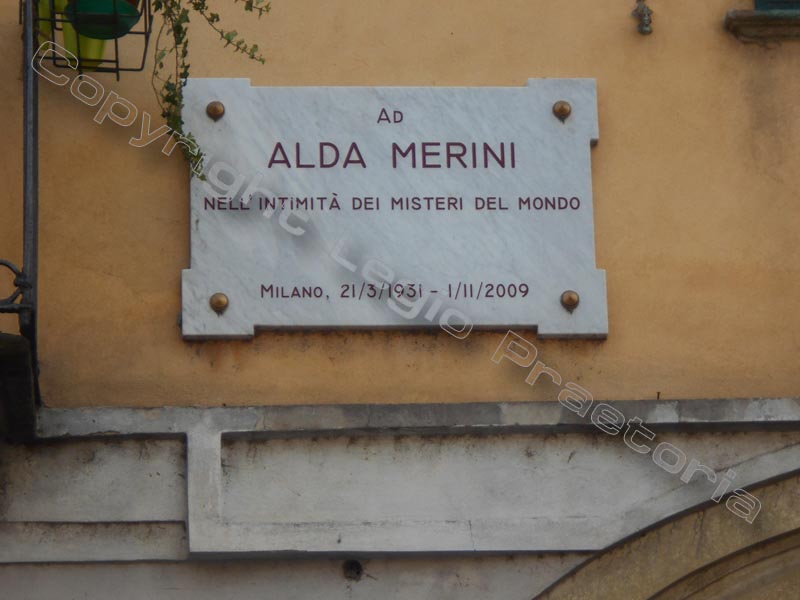 AD
ALDA MERINI
NELL'INTIMITÀ DEI MISTERI DEL MONDO
MILANO, 21/3/1931 - 1/11/2009
Copyright Legio Praetoria